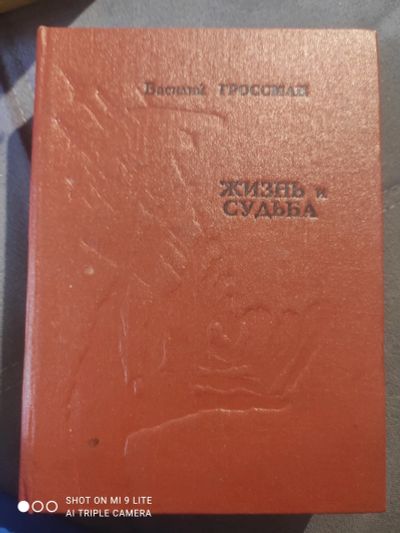 Василий ГРОССМАН
ЖИЗНЬ и
СУДЬБА
SHOT ON MI 9 LITE
AI TRIPLE CAMERA